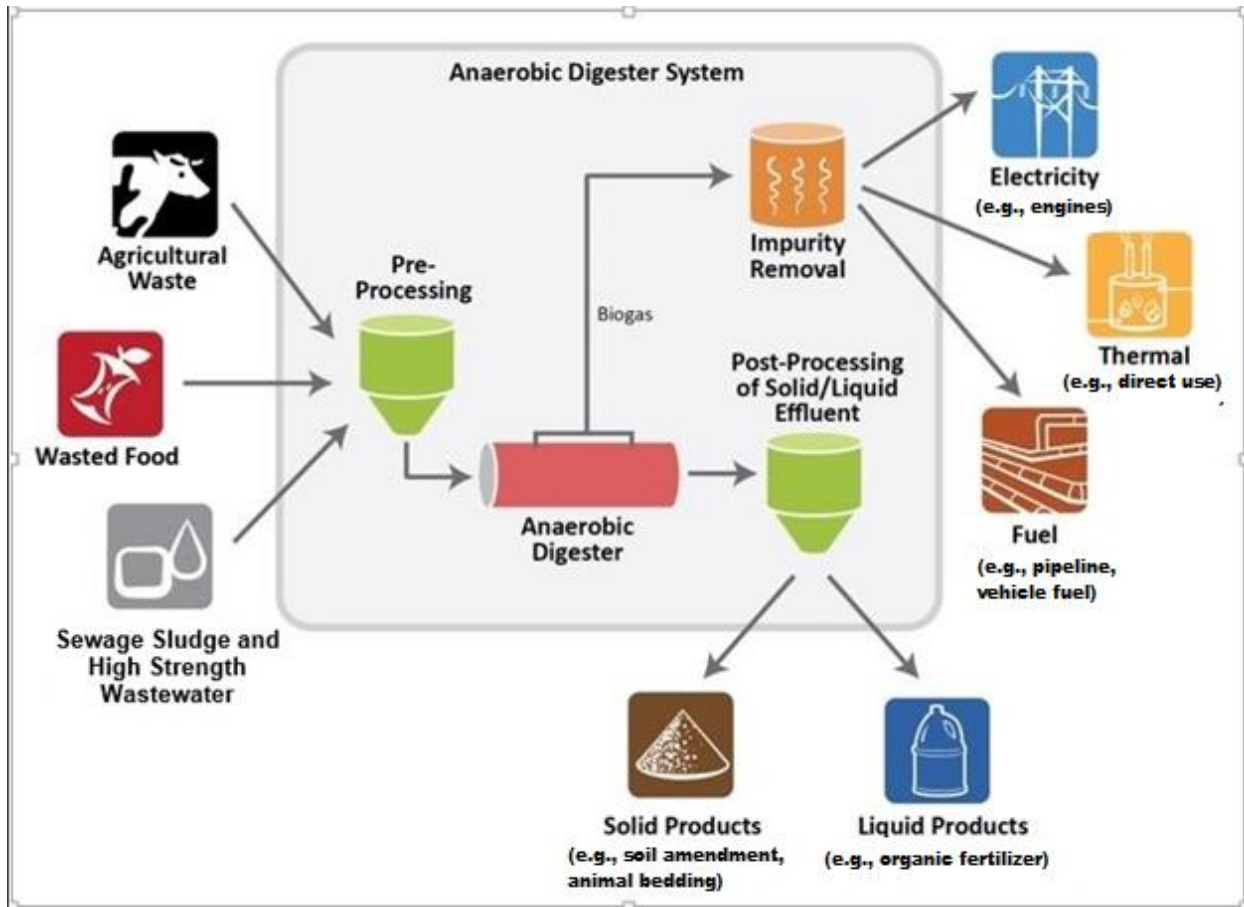 Anaerobic Digester System
Agricultural
Waste
Wasted Food
Sewage Sludge and
High Strength
Wastewater
Pre-
Processing
Anaerobic
Digester
Biogas
Impurity
Removal
Post-Processing
of Solid/Liquid
Effluent
Electricity
(e.g., engines)
Thermal
(e.g., direct use)
Fuel
(e.g., pipeline,
vehicle fuel)
Solid Products
(e.g., soil amendment,
animal bedding)
Liquid Products
(e.g., organic fertilizer)